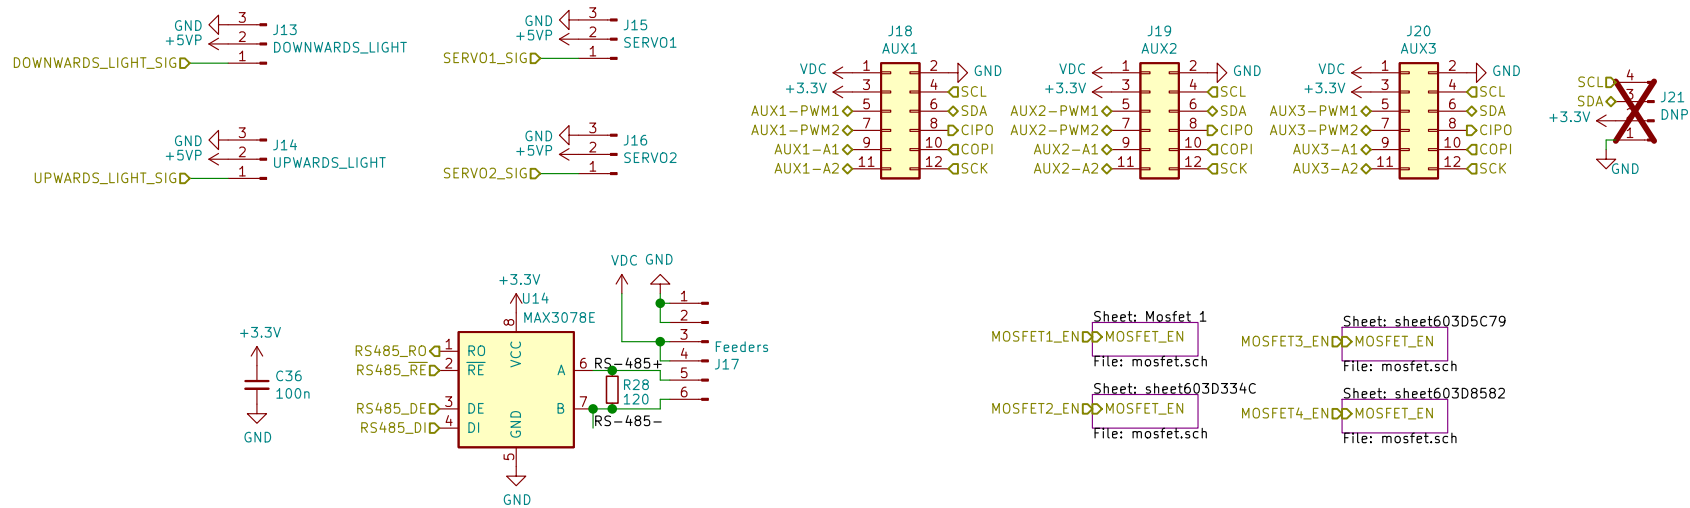 GND 3 J13
+5VP 2 DOWNWARDS_LIGHT
DOWNWARDS_LIGHT_SIG 1
GND 3 J14
+5VP 2 UPWARDS_LIGHT
UPWARDS_LIGHT_SIG 1
GND 3 J15
+5VP 2 SERVO1
SERVO1_SIG 1
GND 3 J16
+5VP 2 SERVO2
SERVO2_SIG 1
J18
AUX1
VDC 1 2 GND
+3.3V 3 4 SCL
AUX1-PWM1 5 6 SDA
AUX1-PWM2 7 8 CIPO
AUX1-A1 9 10 COPI
AUX1-A2 11 12 SCK
J19
AUX2
VDC 1 2 GND
+3.3V 3 4 SCL
AUX2-PWM1 5 6 SDA
AUX2-PWM2 7 8 CIPO
AUX2-A1 9 10 COPI
AUX2-A2 11 12 SCK
J20
AUX3
VDC 1 2 GND
+3.3V 3 4 SCL
AUX3-PWM1 5 6 SDA
AUX3-PWM2 7 8 CIPO
AUX3-A1 9 10 COPI
AUX3-A2 11 12 SCK
SCL 4
SDA 3 J21
+3.3V 2 DNP
1
GND
+3.3V
C36
100n
GND
+3.3V
U14
MAX3078E
8
VCC
RS485_RO 1 RO
RS485_RE 2 RE
RS485_DE 3 DE
RS485_DI 4 DI
A 6 RS-485+
B 7 RS-485-
GND
5
GND
R28
120
VDC GND
1
2
3
4
5
6
Feeders
J17
Sheet: Mosfet 1
MOSFET1_EN MOSFET_EN
File: mosfet.sch
Sheet: sheet603D334C
MOSFET2_EN MOSFET_EN
File: mosfet.sch
Sheet: sheet603D5C79
MOSFET3_EN MOSFET_EN
File: mosfet.sch
Sheet: sheet603D8582
MOSFET4_EN MOSFET_EN
File: mosfet.sch